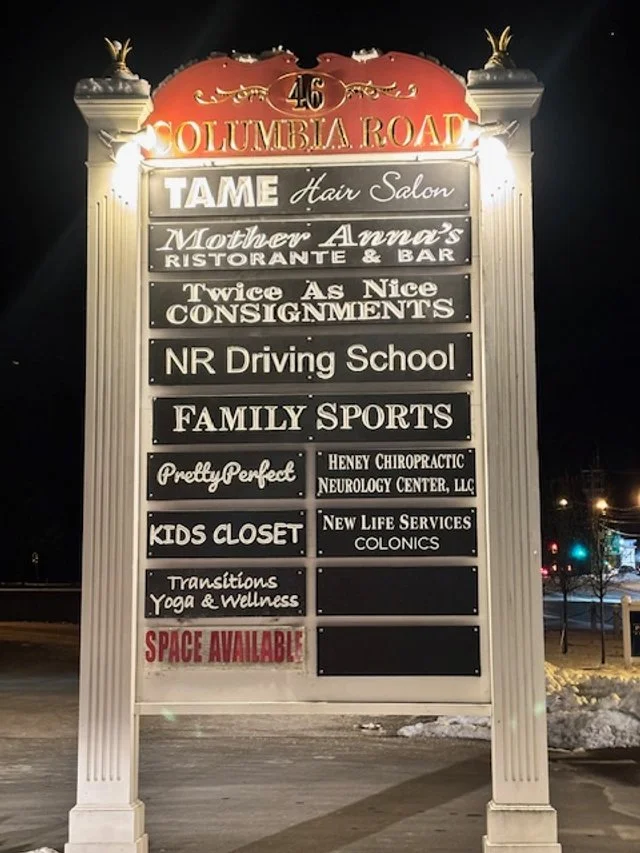 46
COLUMBIA ROAD
TAME Hair Salon
Mother Anna's
RISTORANTE & BAR
Twice As Nice
CONSIGNMENTS
NR Driving School
FAMILY SPORTS
PrettyPerfect
HENEY CHIROPRACTIC
NEUROLOGY CENTER, LLC
KIDS CLOSET
NEW LIFE SERVICES
COLONICS
Transitions
Yoga & Wellness
SPACE AVAILABLE